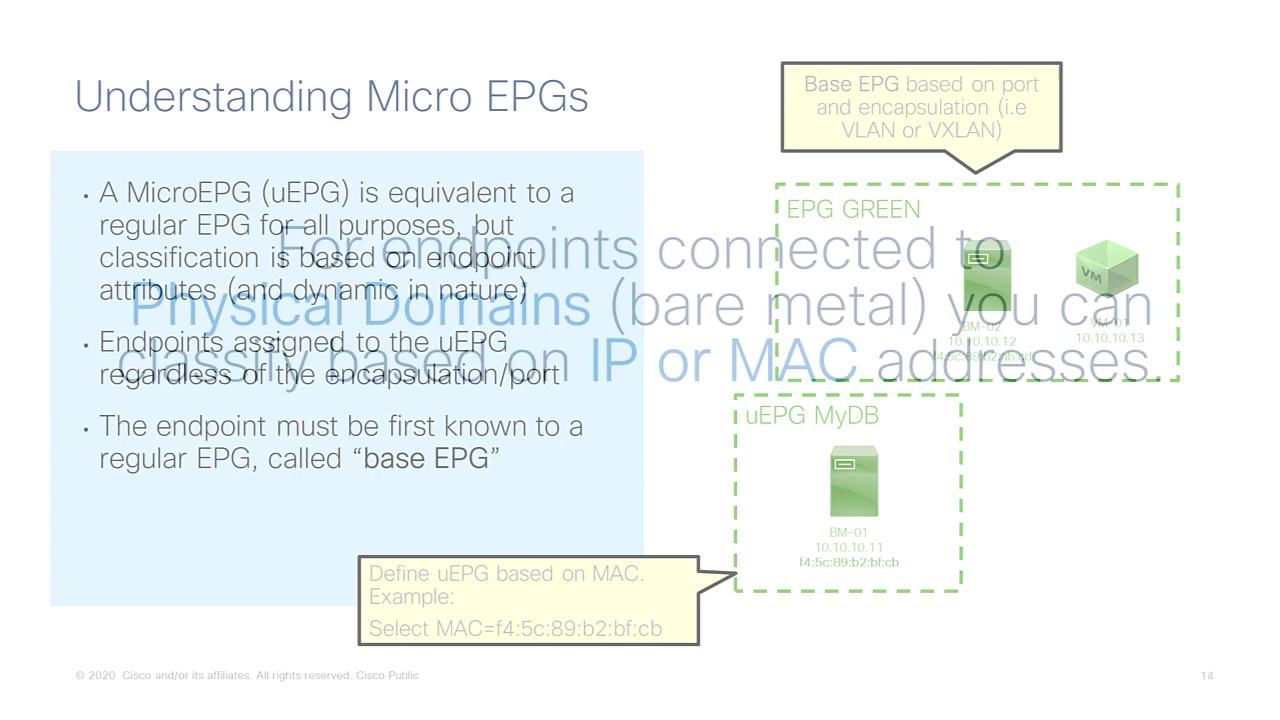 Understanding Micro EPGs
Base EPG based on port
and encapsulation (i.e
VLAN or VXLAN)
• A MicroEPG (uEPG) is equivalent to a
regular EPG for all purposes, but
classification is based on endpoint
attributes (and dynamic in nature)
• Endpoints assigned to the uEPG
regardless of the encapsulation/port
• The endpoint must be first known to a
regular EPG, called “base EPG”
For endpoints connected to
Physical Domains (bare metal) you can
classify based on IP or MAC addresses.
EPG GREEN
VM
BM-02
10.10.10.12
VM-01
10.10.10.13
uEPG MyDB
BM-01
10.10.10.11
f4:5c:89:b2:bf:cb
Define uEPG based on MAC.
Example:
Select MAC=f4:5c:89:b2:bf:cb
© 2020 Cisco and/or its affiliates. All rights reserved. Cisco Public
14